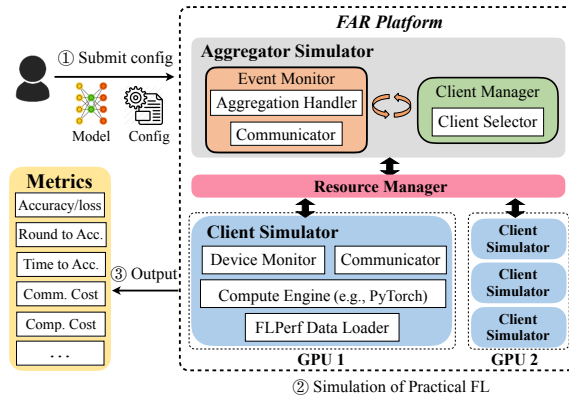 FAR Platform
① Submit config
Model
Config
Aggregator Simulator
Event Monitor
Aggregation Handler
Communicator
Client Manager
Client Selector
Resource Manager
Metrics
Accuracy/loss
Round to Acc.
Time to Acc.
Comm. Cost
Comp. Cost
...
③ Output
Client Simulator
Device Monitor
Communicator
Compute Engine (e.g., PyTorch)
FLPerf Data Loader
GPU 1
Client
Simulator
Client
Simulator
Client
Simulator
GPU 2
② Simulation of Practical FL